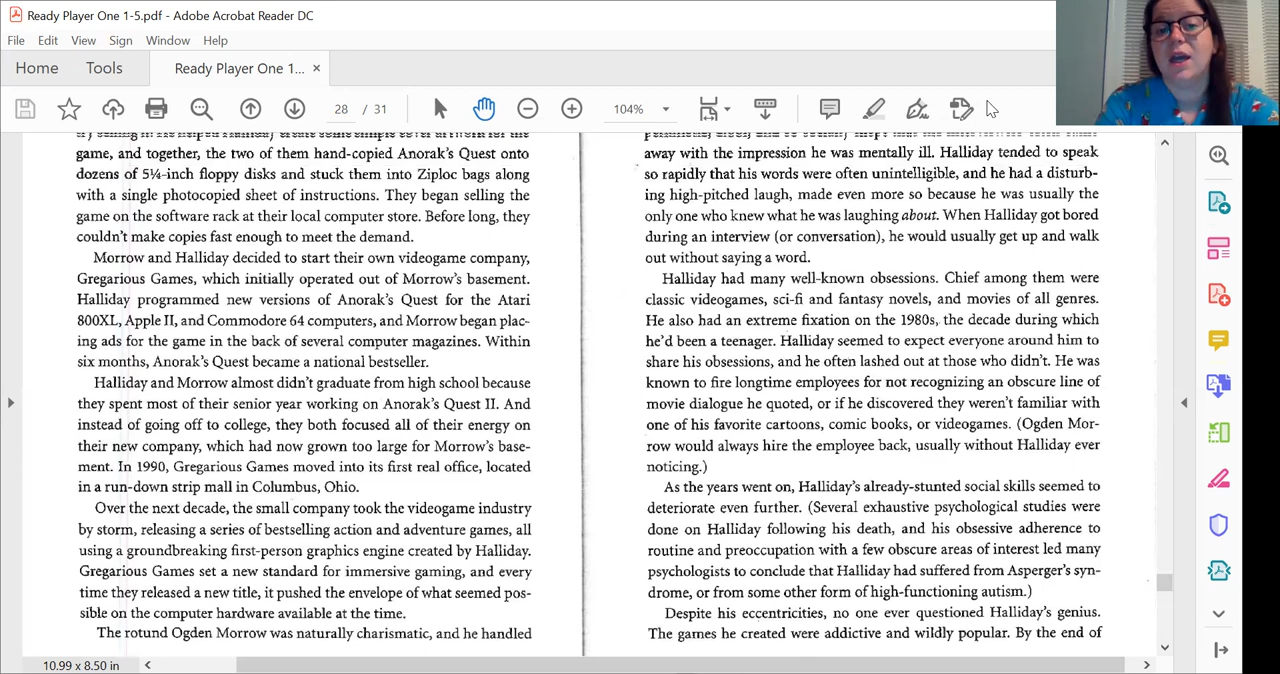 Ready Player One 1-5.pdf - Adobe Acrobat Reader DC
File Edit View Sign Window Help
Home Tools Ready Player One 1... ×
28 / 31 104%
game, and together, the two of them hand-copied Anorak's Quest onto
dozens of 5¼-inch floppy disks and stuck them into Ziploc bags along
with a single photocopied sheet of instructions. They began selling the
game on the software rack at their local computer store. Before long, they
couldn't make copies fast enough to meet the demand.
Morrow and Halliday decided to start their own videogame company,
Gregarious Games, which initially operated out of Morrow's basement.
Halliday programmed new versions of Anorak's Quest for the Atari
800XL, Apple II, and Commodore 64 computers, and Morrow began plac-
ing ads for the game in the back of several computer magazines. Within
six months, Anorak's Quest became a national bestseller.
Halliday and Morrow almost didn't graduate from high school because
they spent most of their senior year working on Anorak's Quest II. And
instead of going off to college, they both focused all of their energy on
their new company, which had now grown too large for Morrow's base-
ment. In 1990, Gregarious Games moved into its first real office, located
in a run-down strip mall in Columbus, Ohio.
Over the next decade, the small company took the videogame industry
by storm, releasing a series of bestselling action and adventure games, all
using a groundbreaking first-person graphics engine created by Halliday.
Gregarious Games set a new standard for immersive gaming, and every
time they released a new title, it pushed the envelope of what seemed pos-
sible on the computer hardware available at the time.
The rotund Ogden Morrow was naturally charismatic, and he handled
away with the impression he was mentally ill. Halliday tended to speak
so rapidly that his words were often unintelligible, and he had a disturb-
ing high-pitched laugh, made even more so because he was usually the
only one who knew what he was laughing about. When Halliday got bored
during an interview (or conversation), he would usually get up and walk
out without saying a word.
Halliday had many well-known obsessions. Chief among them were
classic videogames, sci-fi and fantasy novels, and movies of all genres.
He also had an extreme fixation on the 1980s, the decade during which
he'd been a teenager. Halliday seemed to expect everyone around him to
share his obsessions, and he often lashed out at those who didn't. He was
known to fire longtime employees for not recognizing an obscure line of
movie dialogue he quoted, or if he discovered they weren't familiar with
one of his favorite cartoons, comic books, or videogames. (Ogden Mor-
row would always hire the employee back, usually without Halliday ever
noticing.)
As the years went on, Halliday's already-stunted social skills seemed to
deteriorate even further. (Several exhaustive psychological studies were
done on Halliday following his death, and his obsessive adherence to
routine and preoccupation with a few obscure areas of interest led many
psychologists to conclude that Halliday had suffered from Asperger's syn-
drome, or from some other form of high-functioning autism.)
Despite his eccentricities, no one ever questioned Halliday's genius.
The games he created were addictive and wildly popular. By the end of
10.99 x 8.50 in